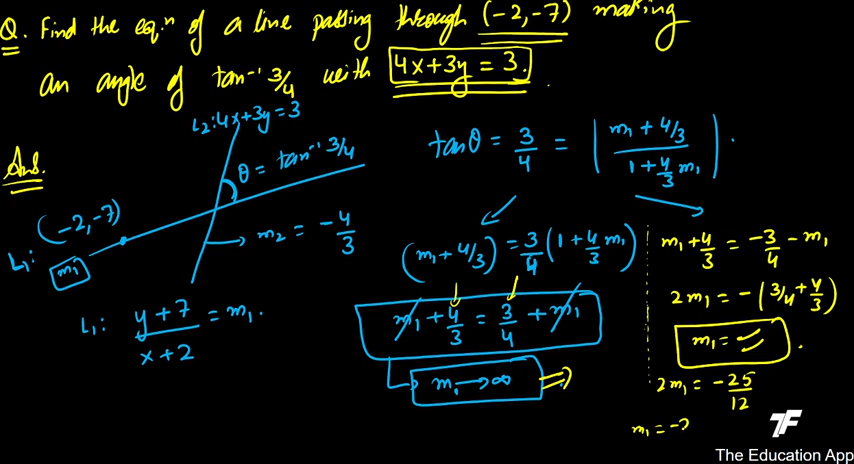 Q. Find the eq.ⁿ of a line passing through (-2,-7) making
an angle of tan⁻¹ 3/4 with 4x+3y = 3.
Ans.
L₂: 4x+3y=3
θ = tan⁻¹ 3/4
(-2,-7)
L₁:
m₁
m₂ = -4/3
L₁: (y+7)/(x+2) = m₁.
tanθ = 3/4 = |(m₁ + 4/3)/(1 + 4/3 m₁)|.
(m₁ + 4/3) = 3/4 (1 + 4/3 m₁)
m₁ + 4/3 = 3/4 + m₁
m₁ → ∞ ⇒
m₁ + 4/3 = -3/4 - m₁
2m₁ = -(3/4 + 4/3)
m₁ =
2m₁ = -25/12
m₁ = -2
The Education App